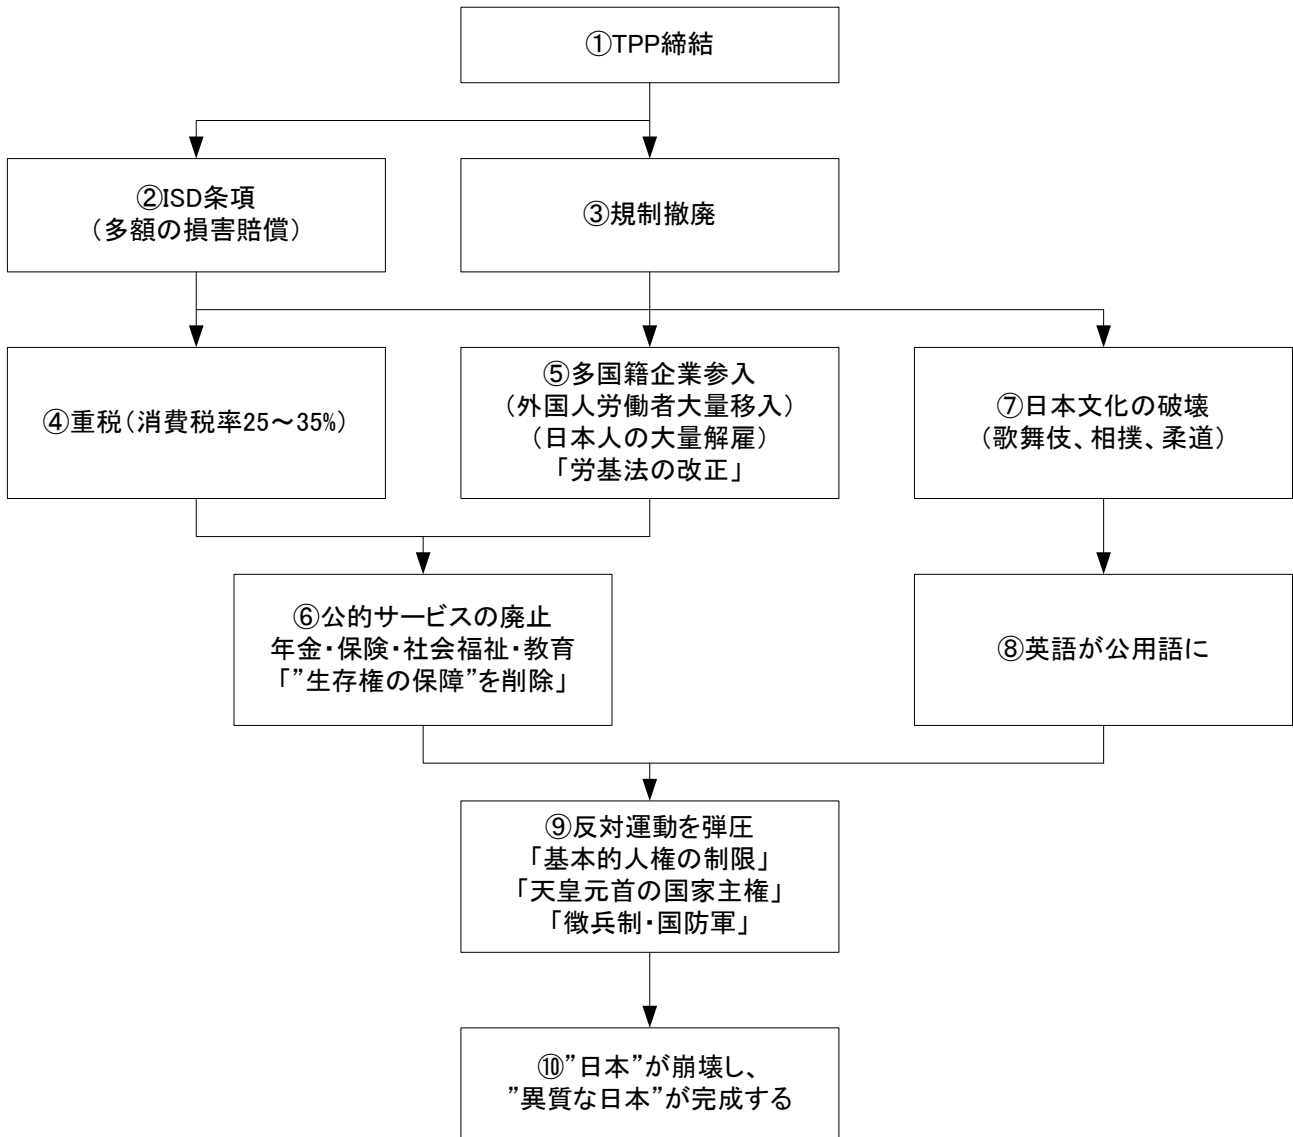 ①TPP締結
②ISD条項
（多額の損害賠償）
③規制撤廃
④重税（消費税率25～35%）
⑤多国籍企業参入
（外国人労働者大量移入）
（日本人の大量解雇）
「労基法の改正」
⑦日本文化の破壊
（歌舞伎、相撲、柔道）
⑥公的サービスの廃止
年金・保険・社会福祉・教育
「”生存権の保障”を削除」
⑧英語が公用語に
⑨反対運動を弾圧
「基本的人権の制限」
「天皇元首の国家主権」
「徴兵制・国防軍」
⑩”日本”が崩壊し、
”異質な日本”が完成する